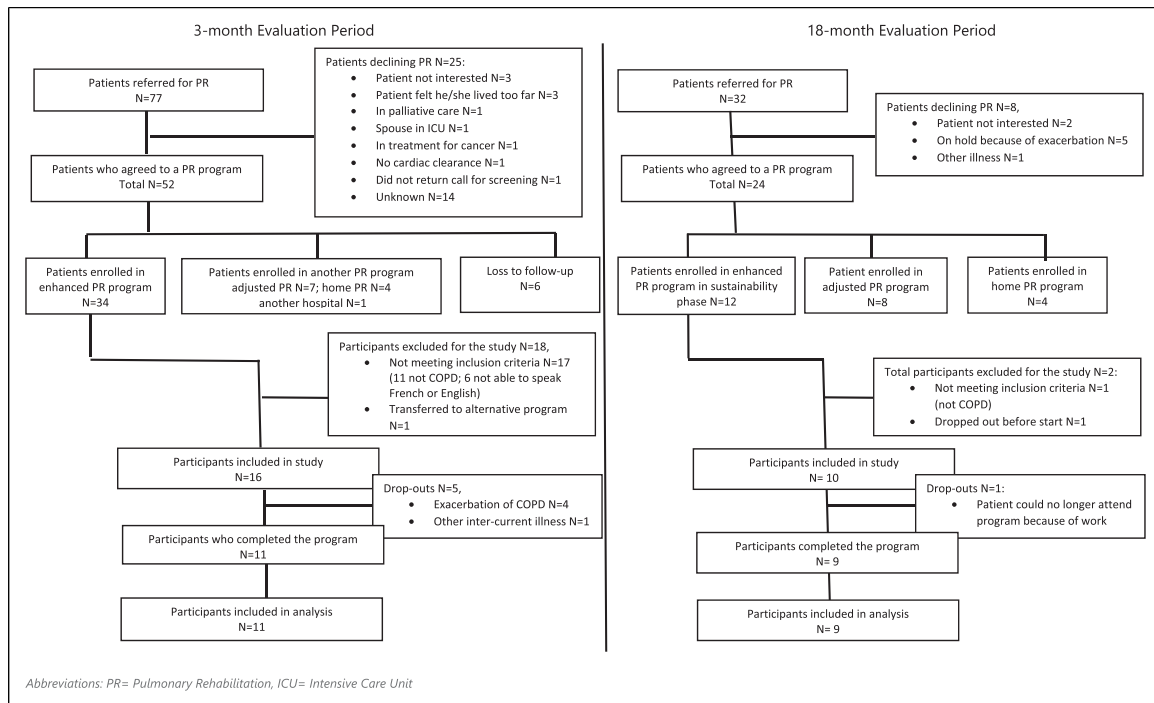 3-month Evaluation Period
Patients referred for PR
N=77
Patients declining PR N=25:
• Patient not interested N=3
• Patient felt he/she lived too far N=3
• In palliative care N=1
• Spouse in ICU N=1
• In treatment for cancer N=1
• No cardiac clearance N=1
• Did not return call for screening N=1
• Unknown N=14
Patients who agreed to a PR program
Total N=52
Patients enrolled in
enhanced PR program
N=34
Patients enrolled in another PR program
adjusted PR N=7; home PR N=4
another hospital N=1
Loss to follow-up
N=6
Participants excluded for the study N=18,
• Not meeting inclusion criteria N=17
(11 not COPD; 6 not able to speak
French or English)
• Transferred to alternative program
N=1
Participants included in study
N=16
Drop-outs N=5,
• Exacerbation of COPD N=4
• Other inter-current illness N=1
Participants who completed the program
N=11
Participants included in analysis
N=11
18-month Evaluation Period
Patients referred for PR
N=32
Patients declining PR N=8,
• Patient not interested N=2
• On hold because of exacerbation N=5
• Other illness N=1
Patients who agreed to a PR program
Total N=24
Patients enrolled in enhanced
PR program in sustainability
phase N=12
Patient enrolled in
adjusted PR program
N=8
Patients enrolled in
home PR program
N=4
Total participants excluded for the study N=2:
• Not meeting inclusion criteria N=1
(not COPD)
• Dropped out before start N=1
Participants included in study
N= 10
Drop-outs N=1:
• Patient could no longer attend
program because of work
Participants completed the program
N= 9
Participants included in analysis
N= 9
Abbreviations: PR= Pulmonary Rehabilitation, ICU= Intensive Care Unit